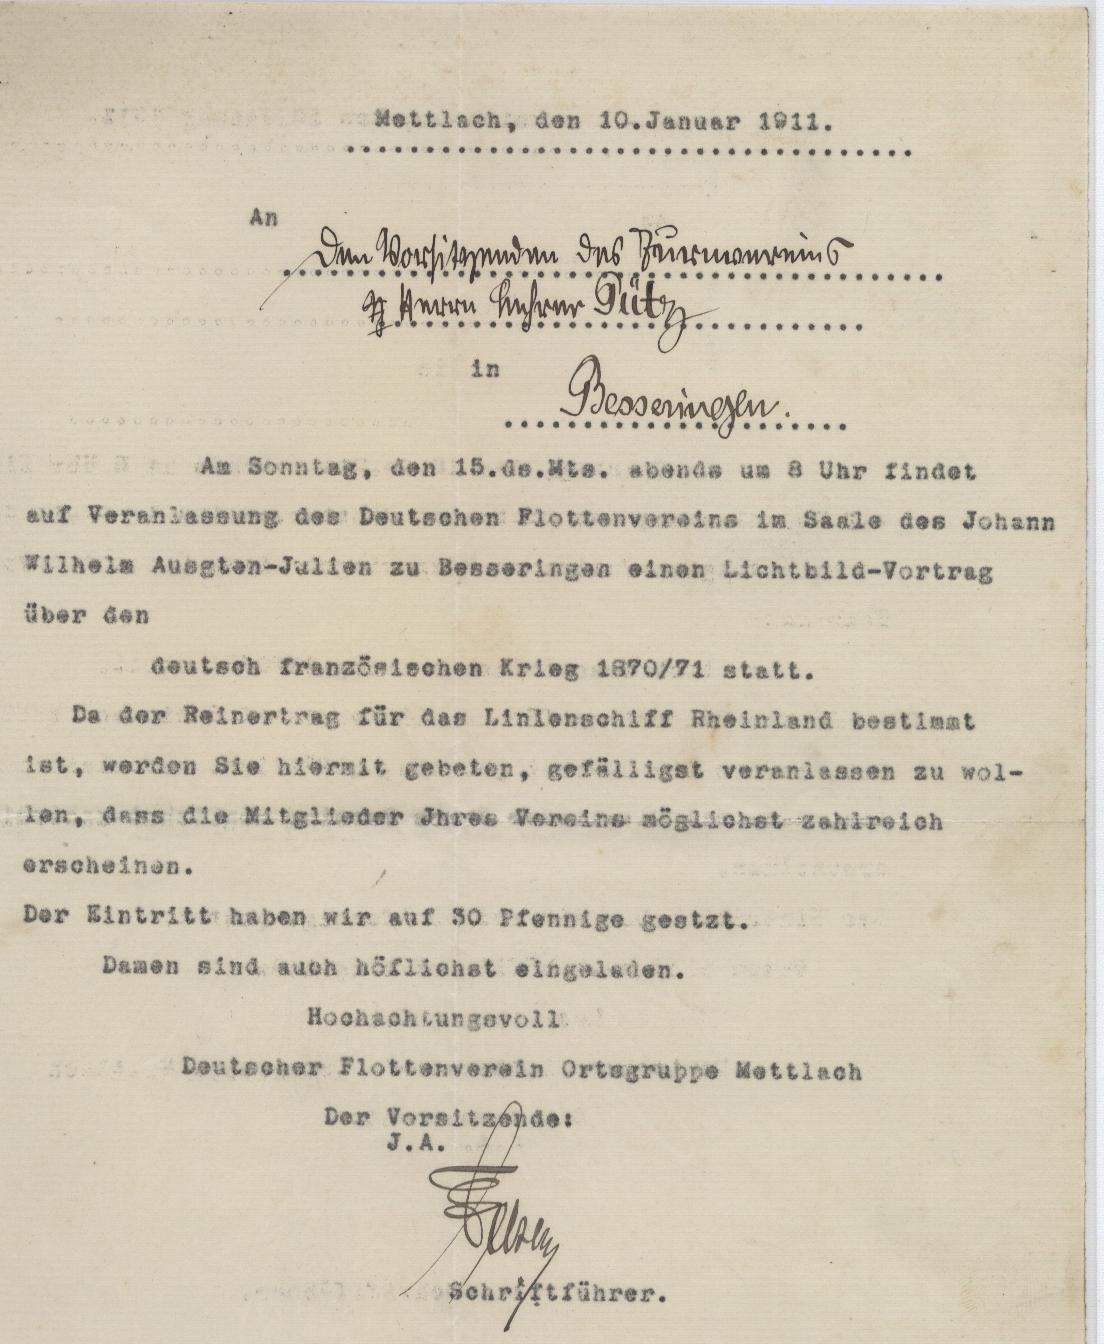 Mettlach, den 10.Januar 1911.
An
Den Vorsitzenden des Turnvereins
Herrn Lehrer Pütz
in
Besseringen.
Am Sonntag, den 15.ds.Mts. abends um 8 Uhr findet
auf Veranlassung des Deutschen Flottenvereins im Saale des Johann
Wilhelm Ausgten-Julien zu Besseringen einen Lichtbild-Vortrag
über den
deutsch französischen Krieg 1870/71 statt.
Da der Reinertrag für das Linienschiff Rheinland bestimmt
ist, werden Sie hiermit gebeten, gefälligst veranlassen zu wol-
len, dass die Mitglieder Jhres Vereins möglichst zahlreich
erscheinen.
Der Eintritt haben wir auf 30 Pfennige gestzt.
Damen sind auch höflichst eingeladen.
Hochachtungsvoll
Deutscher Flottenverein Ortsgruppe Mettlach
Der Vorsitzende:
J.A.
Schriftführer.